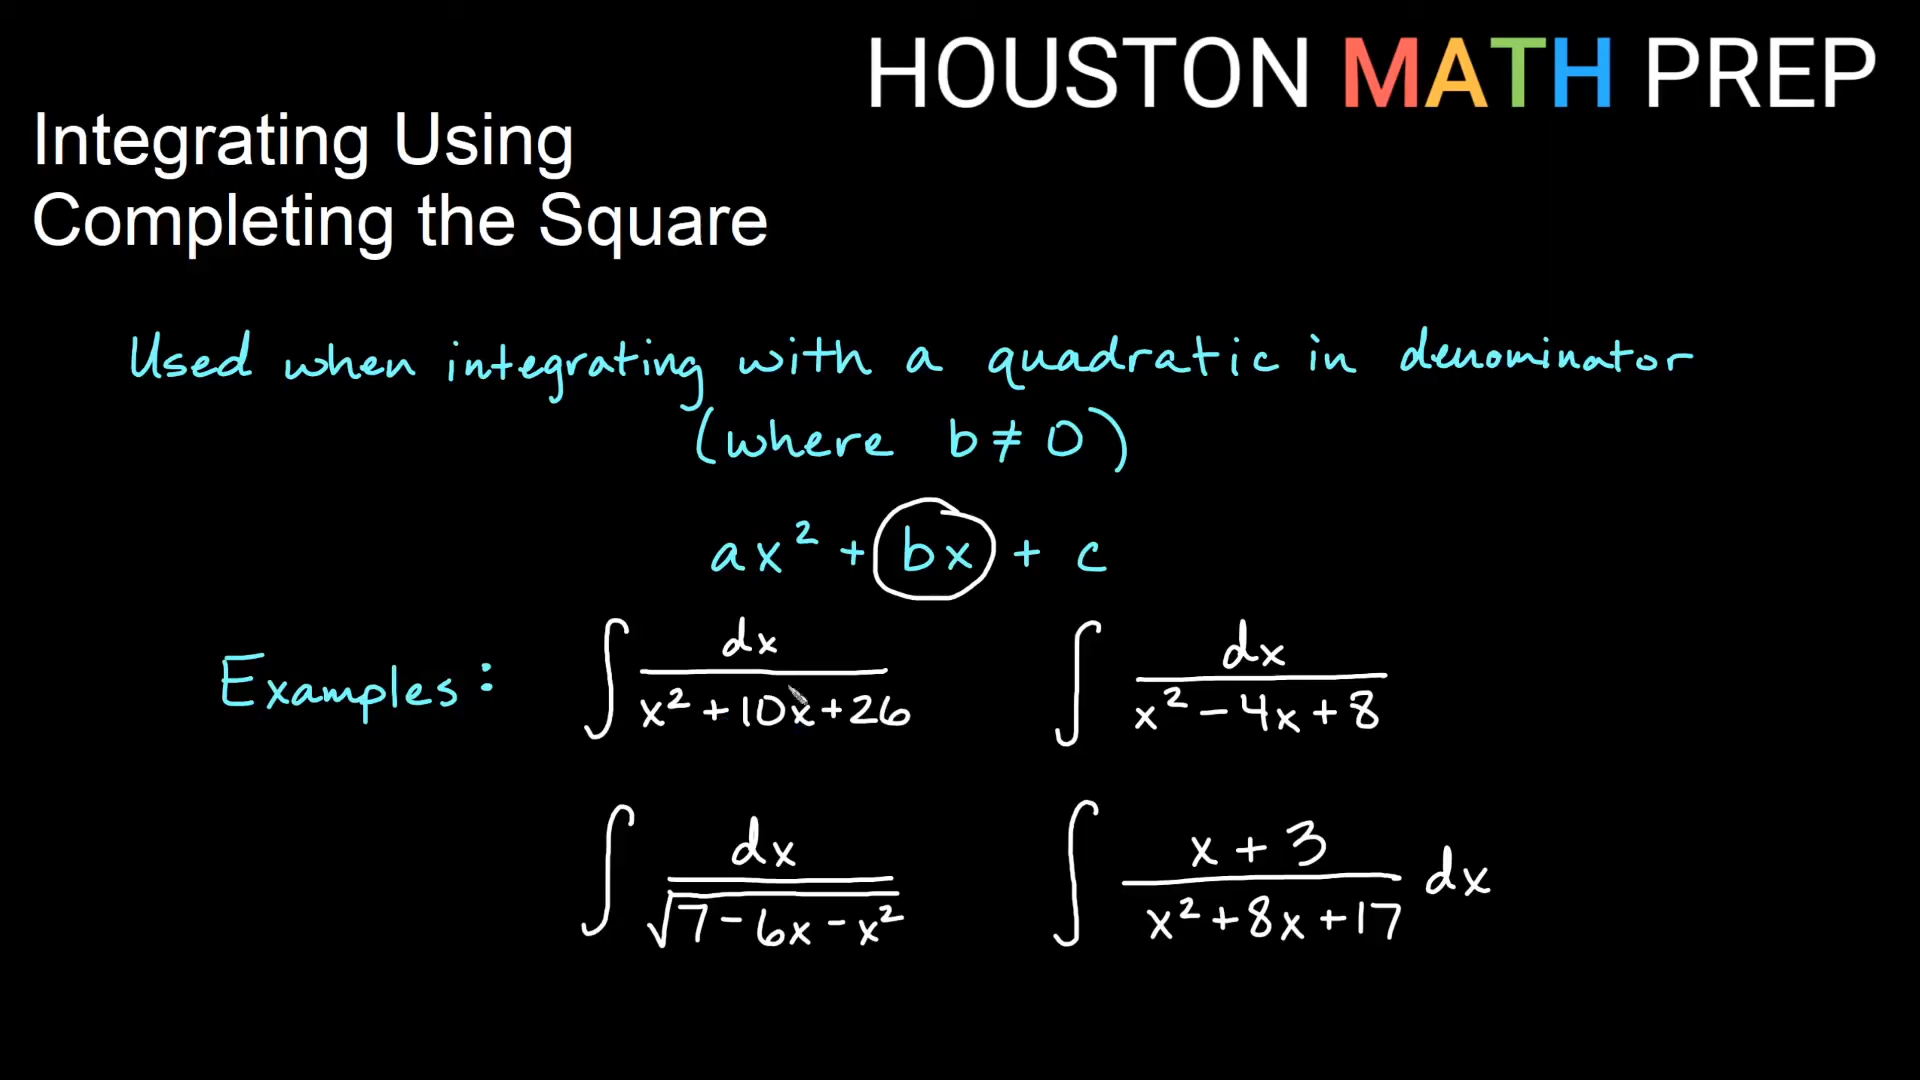 HOUSTON MATH PREP
Integrating Using
Completing the Square
Used when integrating with a quadratic in denominator
(where b ≠ 0)
ax² + bx + c
Examples: ∫ dx / (x² + 10x + 26)    ∫ dx / (x² − 4x + 8)
∫ dx / √(7 − 6x − x²)    ∫ (x + 3) / (x² + 8x + 17) dx